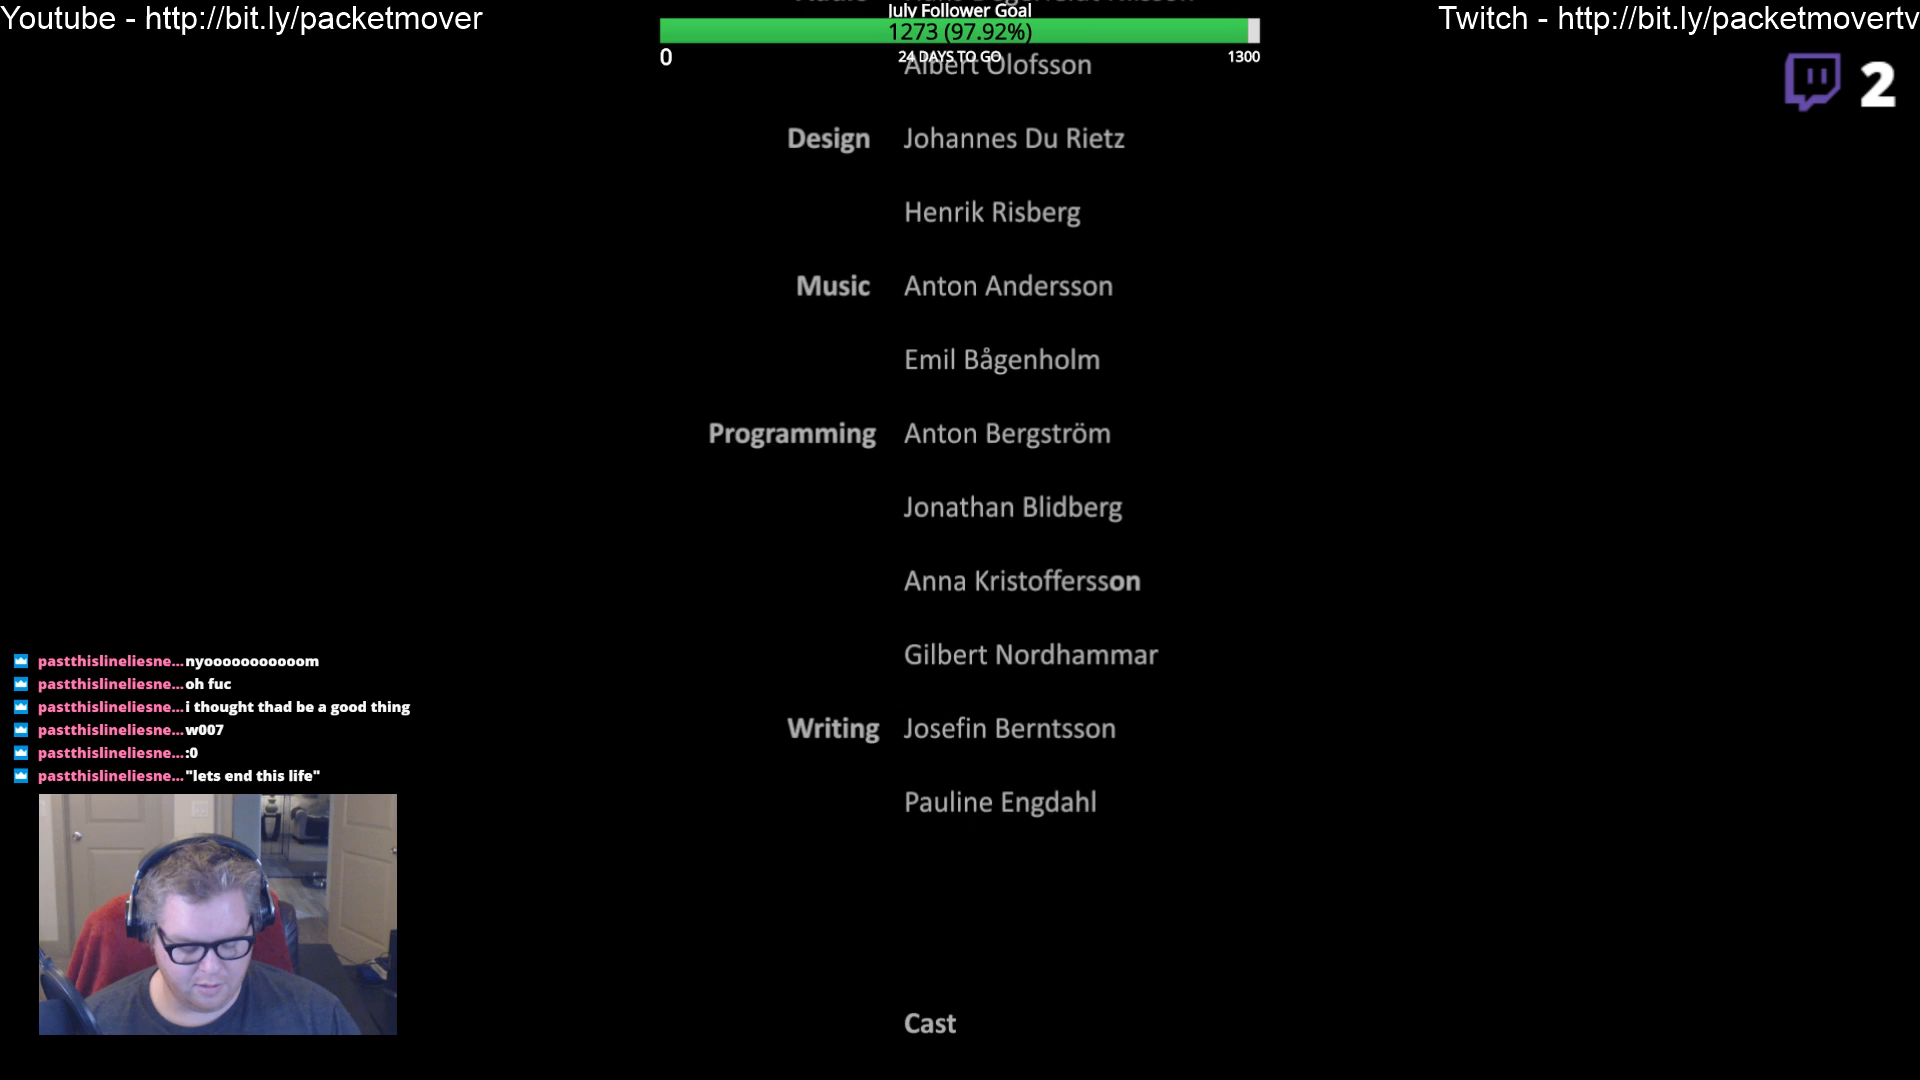 Youtube - http://bit.ly/packetmover
July Follower Goal
Twitch - http://bit.ly/packetmovertv
1273 (97.92%)
0
24 DAYS TO GO
1300
Albert Olofsson
2
Design Johannes Du Rietz
Henrik Risberg
Music Anton Andersson
Emil Bågenholm
Programming Anton Bergström
Jonathan Blidberg
Anna Kristoffersson
Gilbert Nordhammar
Writing Josefin Berntsson
Pauline Engdahl
Cast
pastthislineliesne... nyooooooooooom
pastthislineliesne... oh fuc
pastthislineliesne... i thought thad be a good thing
pastthislineliesne... w007
pastthislineliesne... :0
pastthislineliesne... "lets end this life"